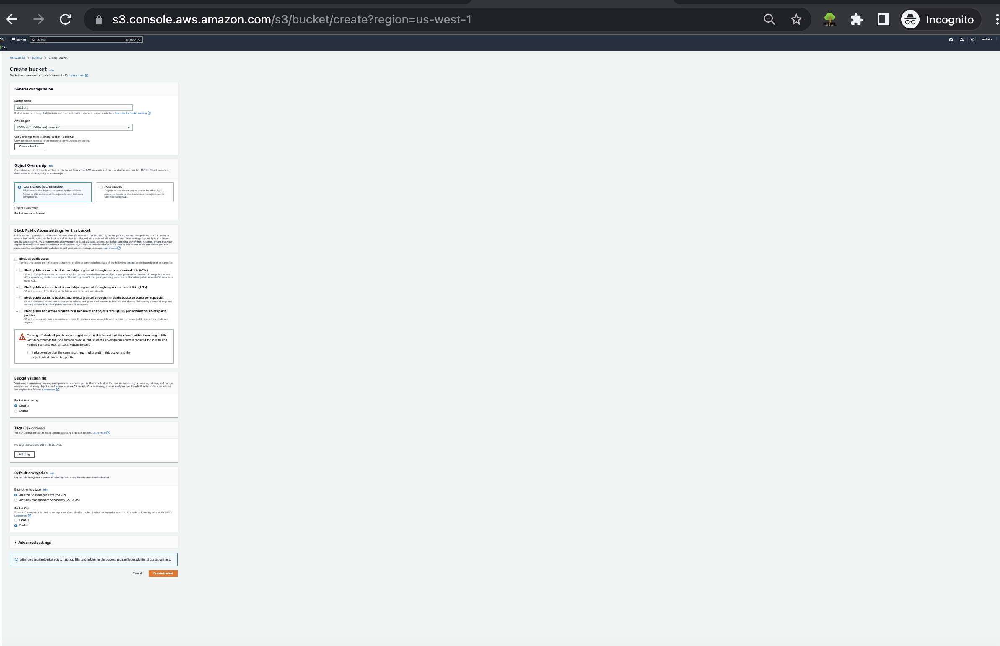 s3.console.aws.amazon.com/s3/bucket/create?region=us-west-1
HTML
Incognito
Services
Search
[Option+S]
Global
S3
Amazon S3 > Buckets > Create bucket
Create bucket Info
Buckets are containers for data stored in S3. Learn more
General configuration
Bucket name
calchtml
Bucket name must be globally unique and must not contain spaces or uppercase letters. See rules for bucket naming
AWS Region
US West (N. California) us-west-1
Copy settings from existing bucket - optional
Only the bucket settings in the following configuration are copied.
Choose bucket
Object Ownership Info
Control ownership of objects written to this bucket from other AWS accounts and the use of access control lists (ACLs). Object ownership
determines who can specify access to objects.
ACLs disabled (recommended)
All objects in this bucket are owned by this account.
Access to this bucket and its objects is specified using
only policies.
ACLs enabled
Objects in this bucket can be owned by other AWS
accounts. Access to this bucket and its objects can be
specified using ACLs.
Object Ownership
Bucket owner enforced
Block Public Access settings for this bucket
Public access is granted to buckets and objects through access control lists (ACLs), bucket policies, access point policies, or all. In order to
ensure that public access to this bucket and its objects is blocked, turn on Block all public access. These settings apply only to this bucket
and its access points. AWS recommends that you turn on Block all public access, but before applying any of these settings, ensure that your
applications will work correctly without public access. If you require some level of public access to this bucket or objects within, you can
customize the individual settings below to suit your specific storage use cases. Learn more
Block all public access
Turning this setting on is the same as turning on all four settings below. Each of the following settings are independent of one another.
Block public access to buckets and objects granted through new access control lists (ACLs)
S3 will block public access permissions applied to newly added buckets or objects, and prevent the creation of new public access
ACLs for existing buckets and objects. This setting doesn't change any existing permissions that allow public access to S3 resources
using ACLs.
Block public access to buckets and objects granted through any access control lists (ACLs)
S3 will ignore all ACLs that grant public access to buckets and objects.
Block public access to buckets and objects granted through new public bucket or access point policies
S3 will block new bucket and access point policies that grant public access to buckets and objects. This setting doesn't change any
existing policies that allow public access to S3 resources.
Block public and cross-account access to buckets and objects through any public bucket or access point
policies
S3 will ignore public and cross-account access for buckets or access points with policies that grant public access to buckets and
objects.
Turning off block all public access might result in this bucket and the objects within becoming public
AWS recommends that you turn on block all public access, unless public access is required for specific and
verified use cases such as static website hosting.
I acknowledge that the current settings might result in this bucket and the
objects within becoming public.
Bucket Versioning
Versioning is a means of keeping multiple variants of an object in the same bucket. You can use versioning to preserve, retrieve, and restore
every version of every object stored in your Amazon S3 bucket. With versioning, you can easily recover from both unintended user actions
and application failures. Learn more
Bucket Versioning
Disable
Enable
Tags (0) - optional
You can use bucket tags to track storage costs and organize buckets. Learn more
No tags associated with this bucket.
Add tag
Default encryption Info
Server-side encryption is automatically applied to new objects stored in this bucket.
Encryption key type Info
Amazon S3 managed keys (SSE-S3)
AWS Key Management Service key (SSE-KMS)
Bucket Key
When KMS encryption is used to encrypt new objects in this bucket, the bucket key reduces encryption costs by lowering calls to AWS KMS.
Learn more
Disable
Enable
Advanced settings
After creating the bucket you can upload files and folders to the bucket, and configure additional bucket settings.
Cancel
Create bucket